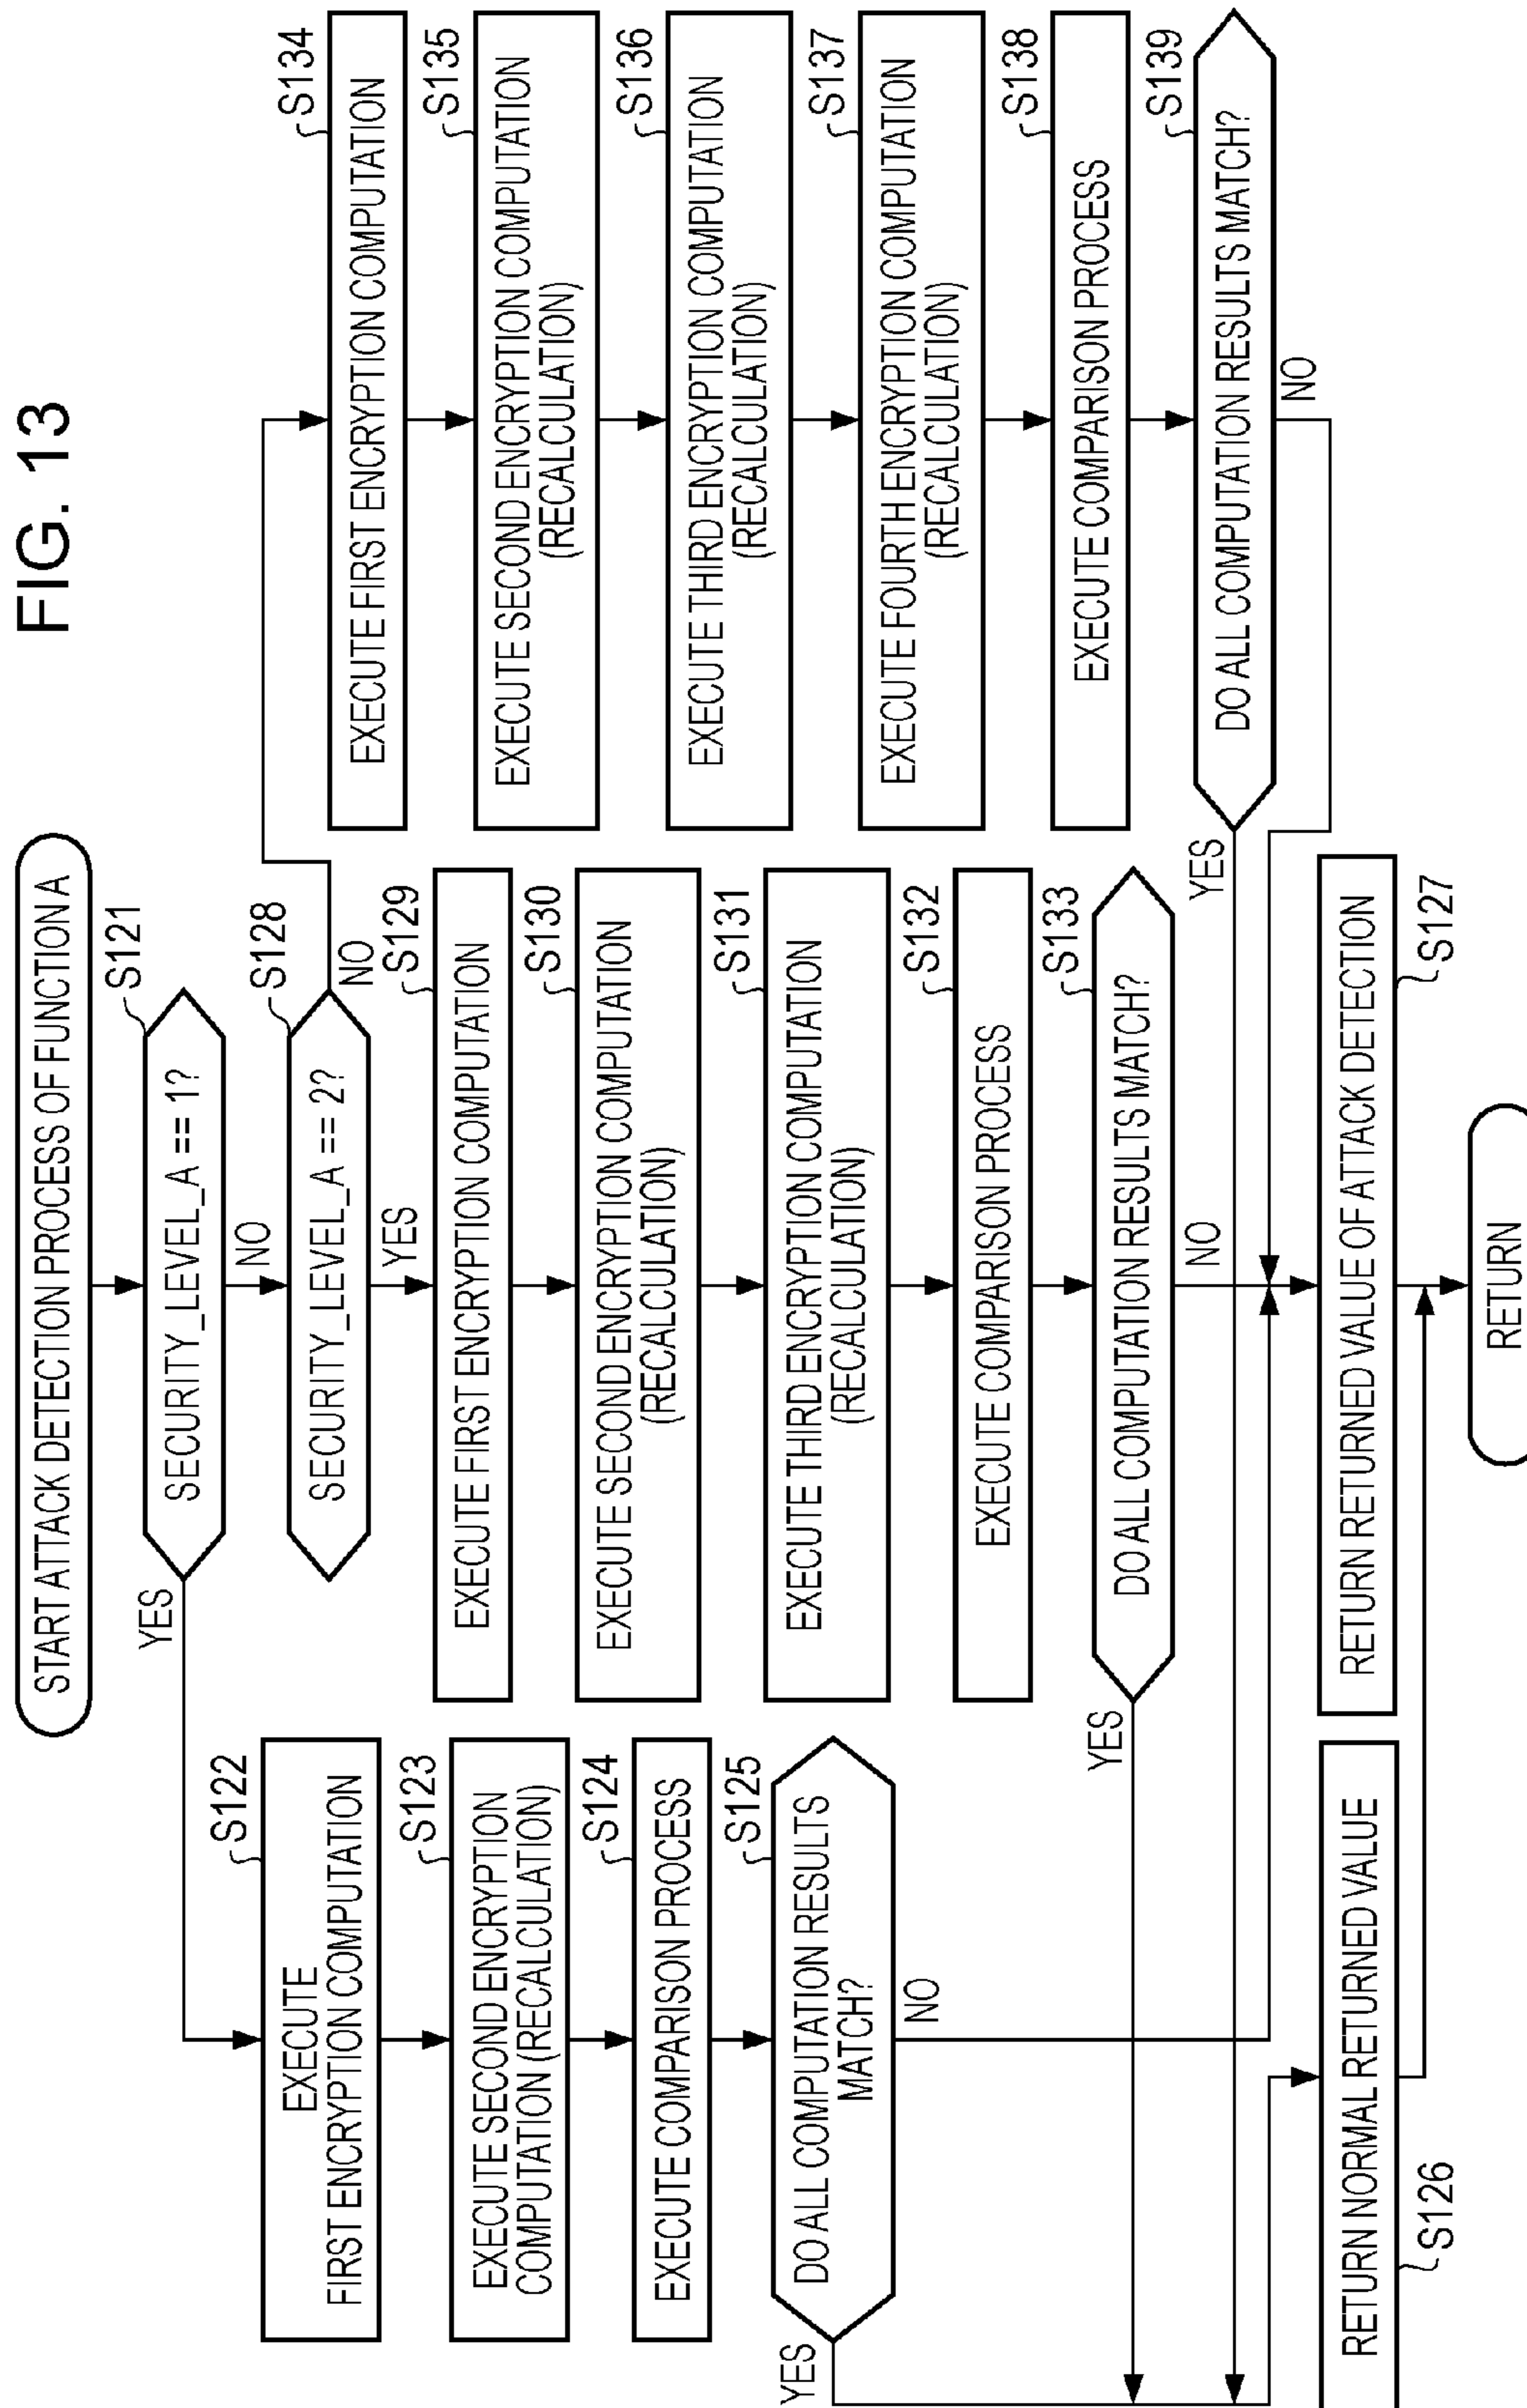 FIG. 13
START ATTACK DETECTION PROCESS OF FUNCTION A
S121
SECURITY_LEVEL_A == 1?
YES
NO
S128
SECURITY_LEVEL_A == 2?
NO
YES
S122
EXECUTE
FIRST ENCRYPTION COMPUTATION
S123
EXECUTE SECOND ENCRYPTION
COMPUTATION (RECALCULATION)
S124
EXECUTE COMPARISON PROCESS
S125
DO ALL COMPUTATION RESULTS
MATCH?
YES
NO
S129
EXECUTE FIRST ENCRYPTION COMPUTATION
S130
EXECUTE SECOND ENCRYPTION COMPUTATION
(RECALCULATION)
S131
EXECUTE THIRD ENCRYPTION COMPUTATION
(RECALCULATION)
S132
EXECUTE COMPARISON PROCESS
S133
DO ALL COMPUTATION RESULTS MATCH?
YES
NO
S134
EXECUTE FIRST ENCRYPTION COMPUTATION
S135
EXECUTE SECOND ENCRYPTION COMPUTATION
(RECALCULATION)
S136
EXECUTE THIRD ENCRYPTION COMPUTATION
(RECALCULATION)
S137
EXECUTE FOURTH ENCRYPTION COMPUTATION
(RECALCULATION)
S138
EXECUTE COMPARISON PROCESS
S139
DO ALL COMPUTATION RESULTS MATCH?
YES
NO
RETURN NORMAL RETURNED VALUE
S126
RETURN RETURNED VALUE OF ATTACK DETECTION
S127
RETURN